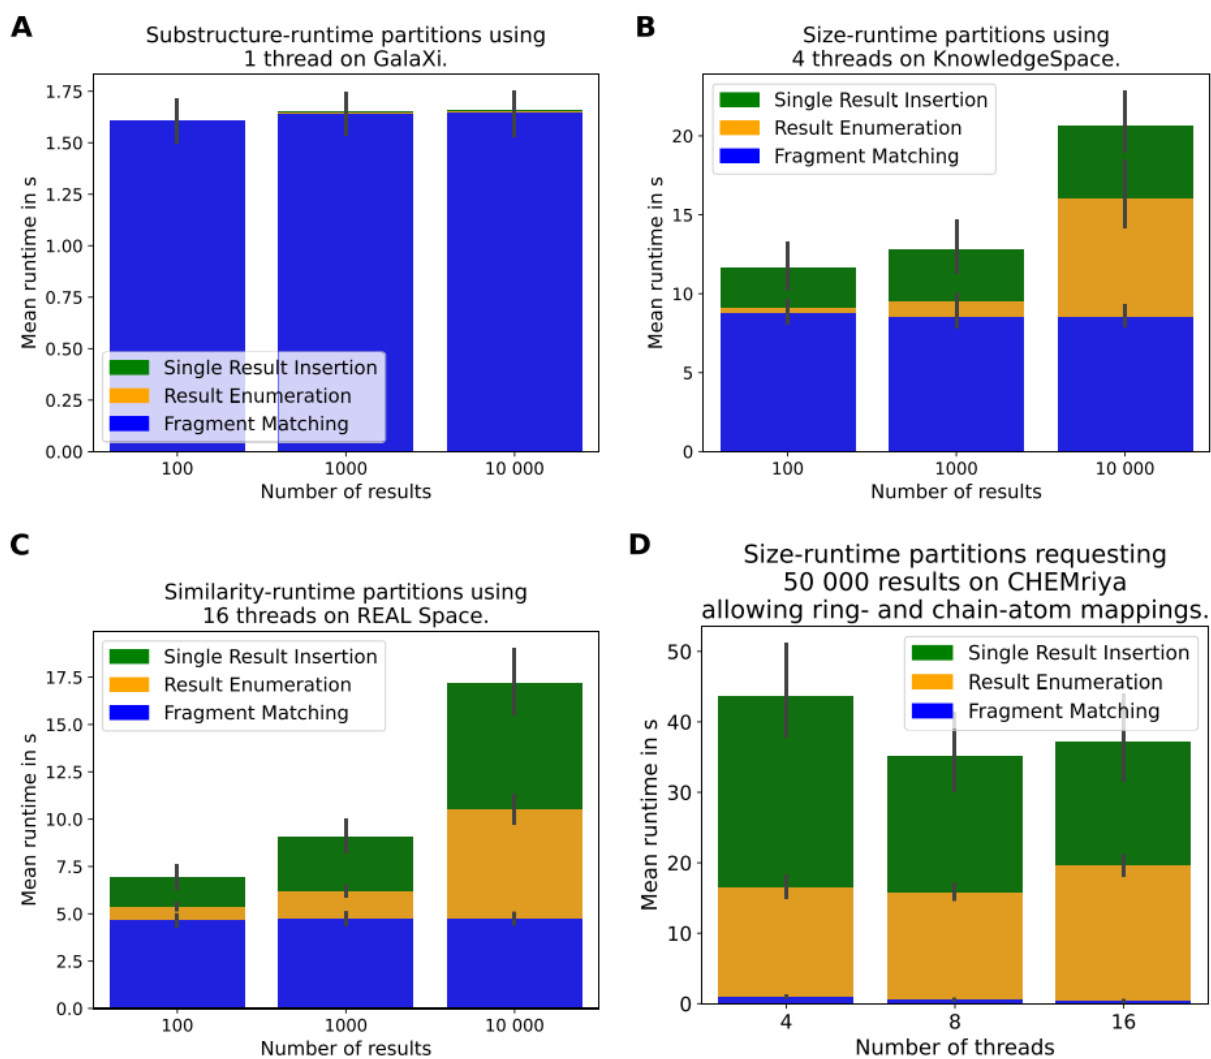 A
Substructure-runtime partitions using
1 thread on GalaXi.
Mean runtime in s
1.75
1.50
1.25
1.00
0.75
0.50
0.25
0.00
Single Result Insertion
Result Enumeration
Fragment Matching
100
1000
10 000
Number of results
B
Size-runtime partitions using
4 threads on KnowledgeSpace.
Mean runtime in s
20
15
10
5
0
Single Result Insertion
Result Enumeration
Fragment Matching
100
1000
10 000
Number of results
C
Similarity-runtime partitions using
16 threads on REAL Space.
Mean runtime in s
17.5
15.0
12.5
10.0
7.5
5.0
2.5
0.0
Single Result Insertion
Result Enumeration
Fragment Matching
100
1000
10 000
Number of results
D
Size-runtime partitions requesting
50 000 results on CHEMriya
allowing ring- and chain-atom mappings.
Mean runtime in s
50
40
30
20
10
0
Single Result Insertion
Result Enumeration
Fragment Matching
4
8
16
Number of threads